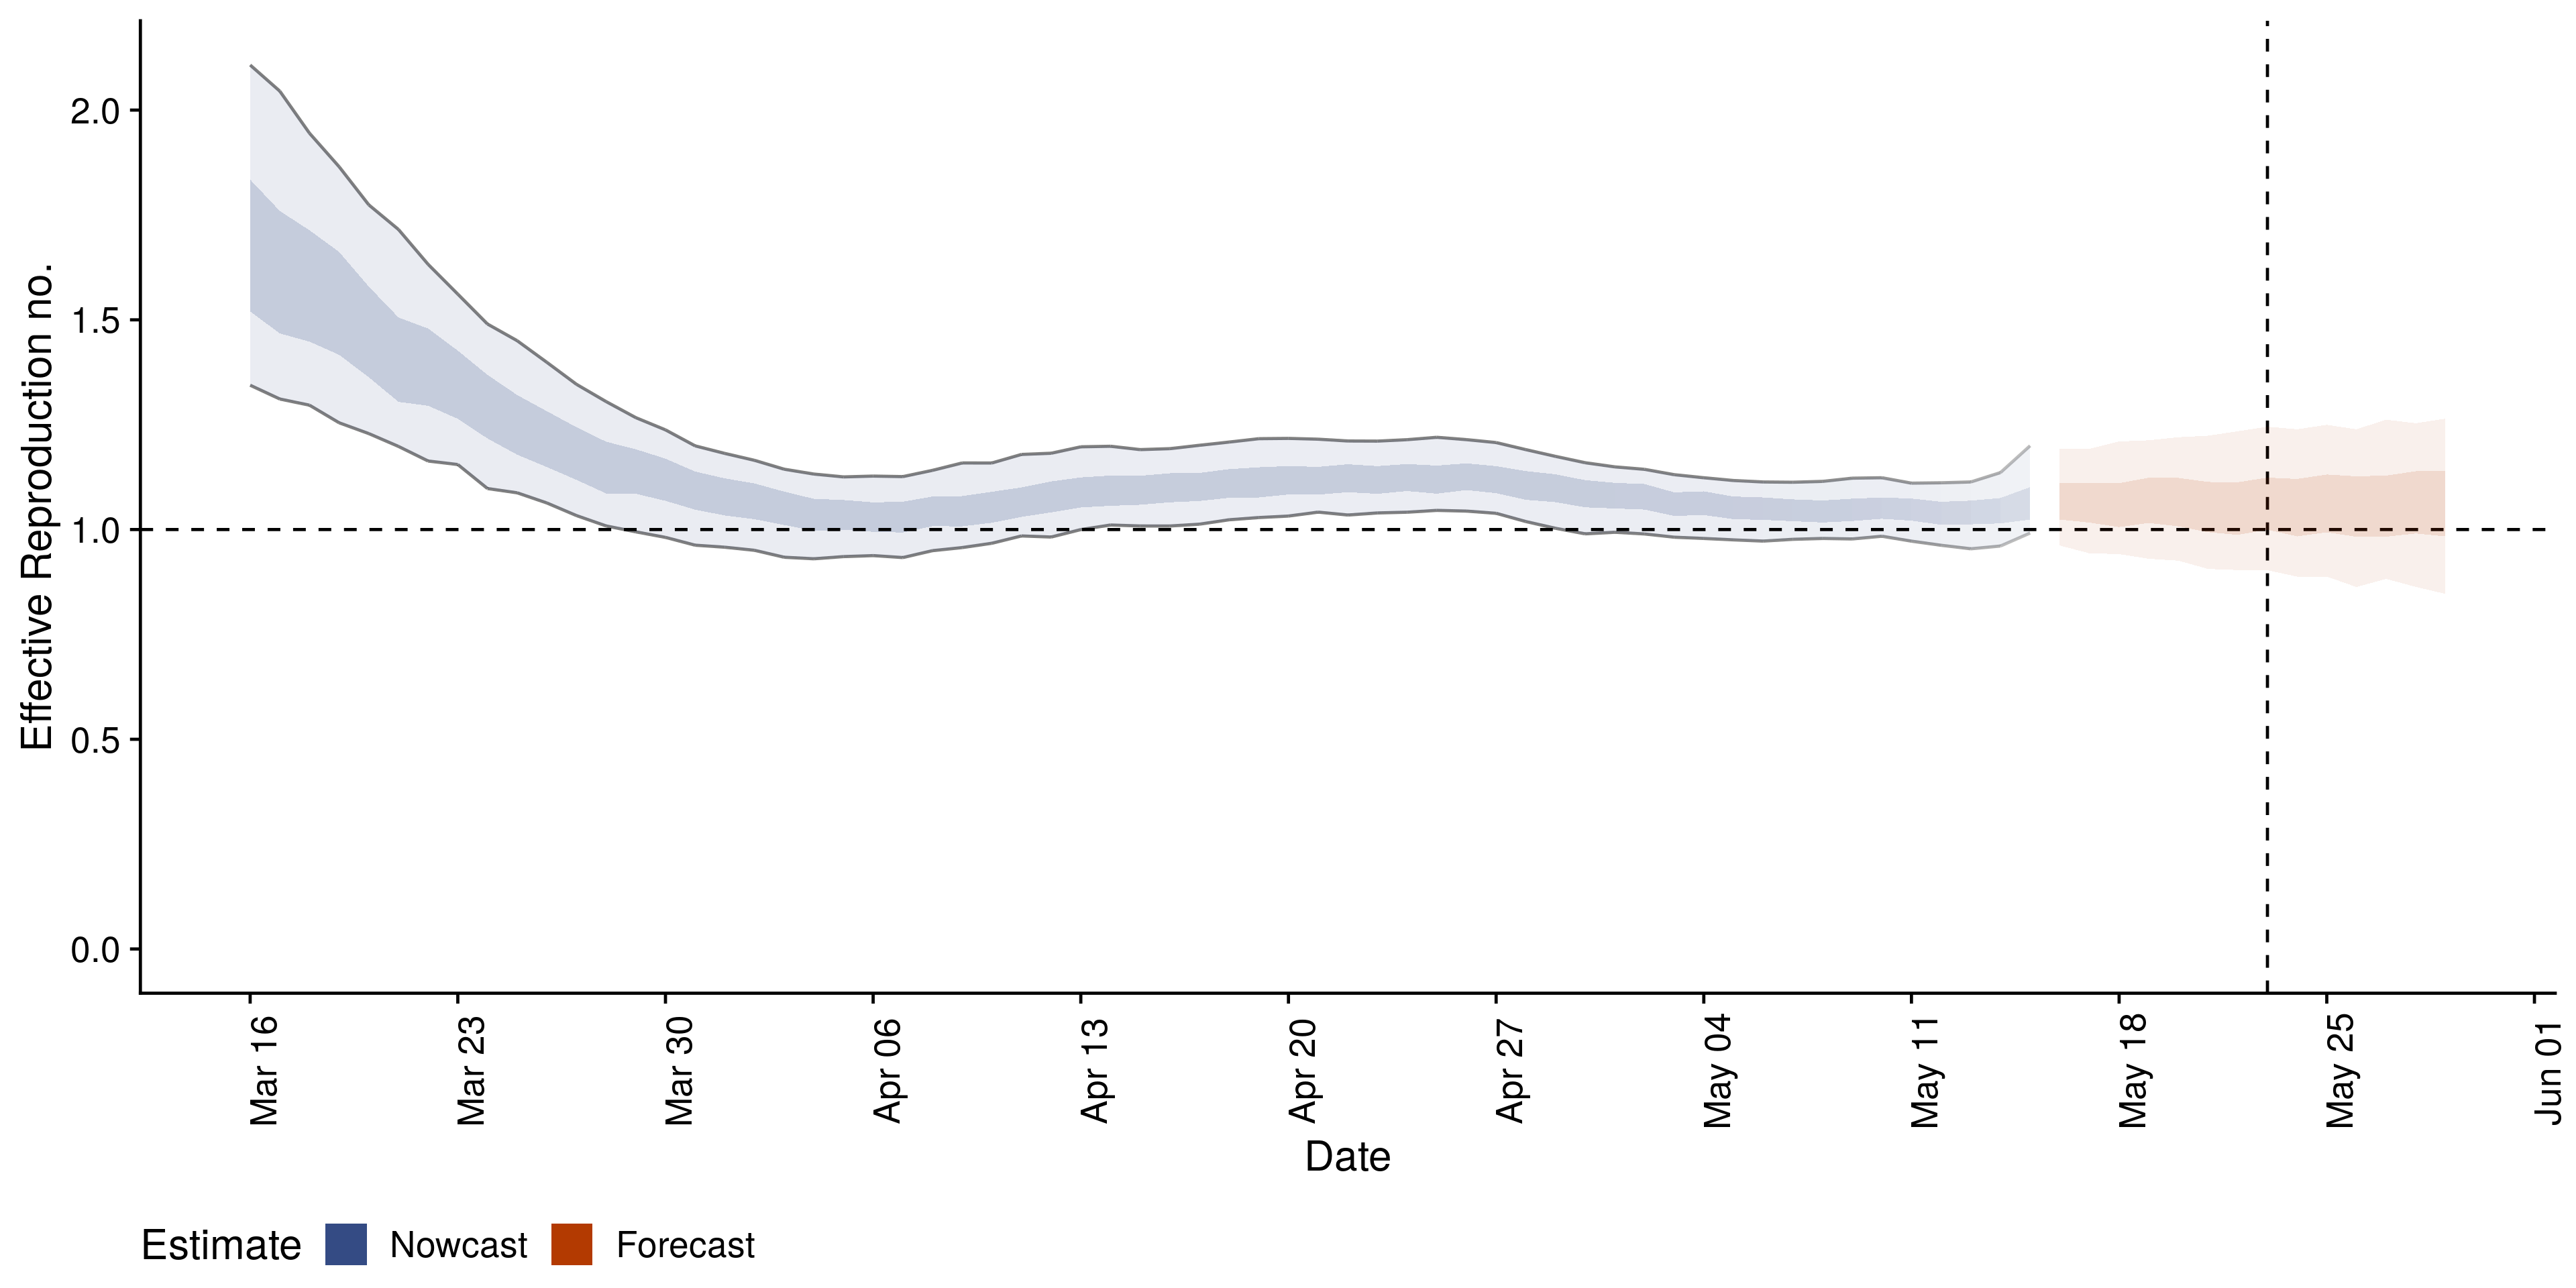 Effective Reproduction no.
2.0
1.5
1.0
0.5
0.0
Mar 16
Mar 23
Mar 30
Apr 06
Apr 13
Apr 20
Apr 27
May 04
May 11
May 18
May 25
Jun 01
Date
Estimate Nowcast Forecast